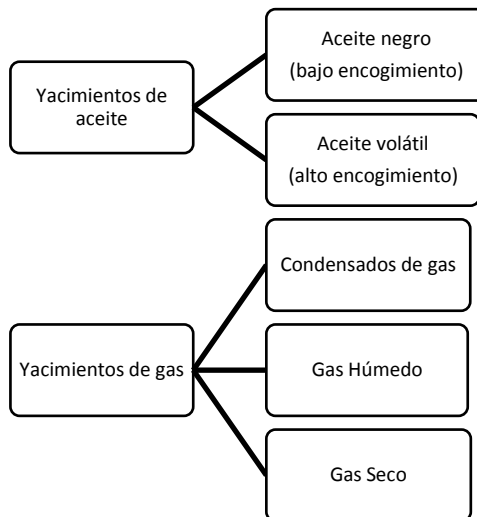 Yacimientos de
aceite
Aceite negro
(bajo encogimiento)
Aceite volátil
(alto encogimiento)
Yacimientos de gas
Condensados de gas
Gas Húmedo
Gas Seco